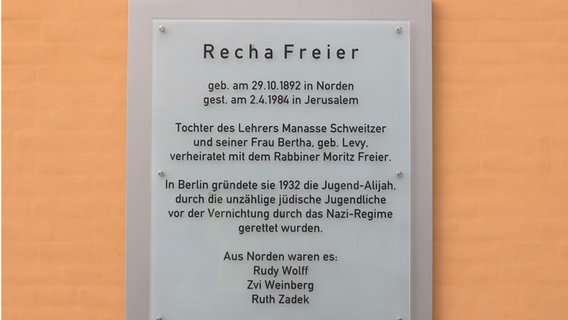 Recha Freier
geb. am 29.10.1892 in Norden
gest. am 2.4.1984 in Jerusalem
Tochter des Lehrers Manasse Schweitzer
und seiner Frau Bertha, geb. Levy,
verheiratet mit dem Rabbiner Moritz Freier.
In Berlin gründete sie 1932 die Jugend-Alijah,
durch die unzählige jüdische Jugendliche
vor der Vernichtung durch das Nazi-Regime
gerettet wurden.
Aus Norden waren es:
Rudy Wolff
Zvi Weinberg
Ruth Zadek